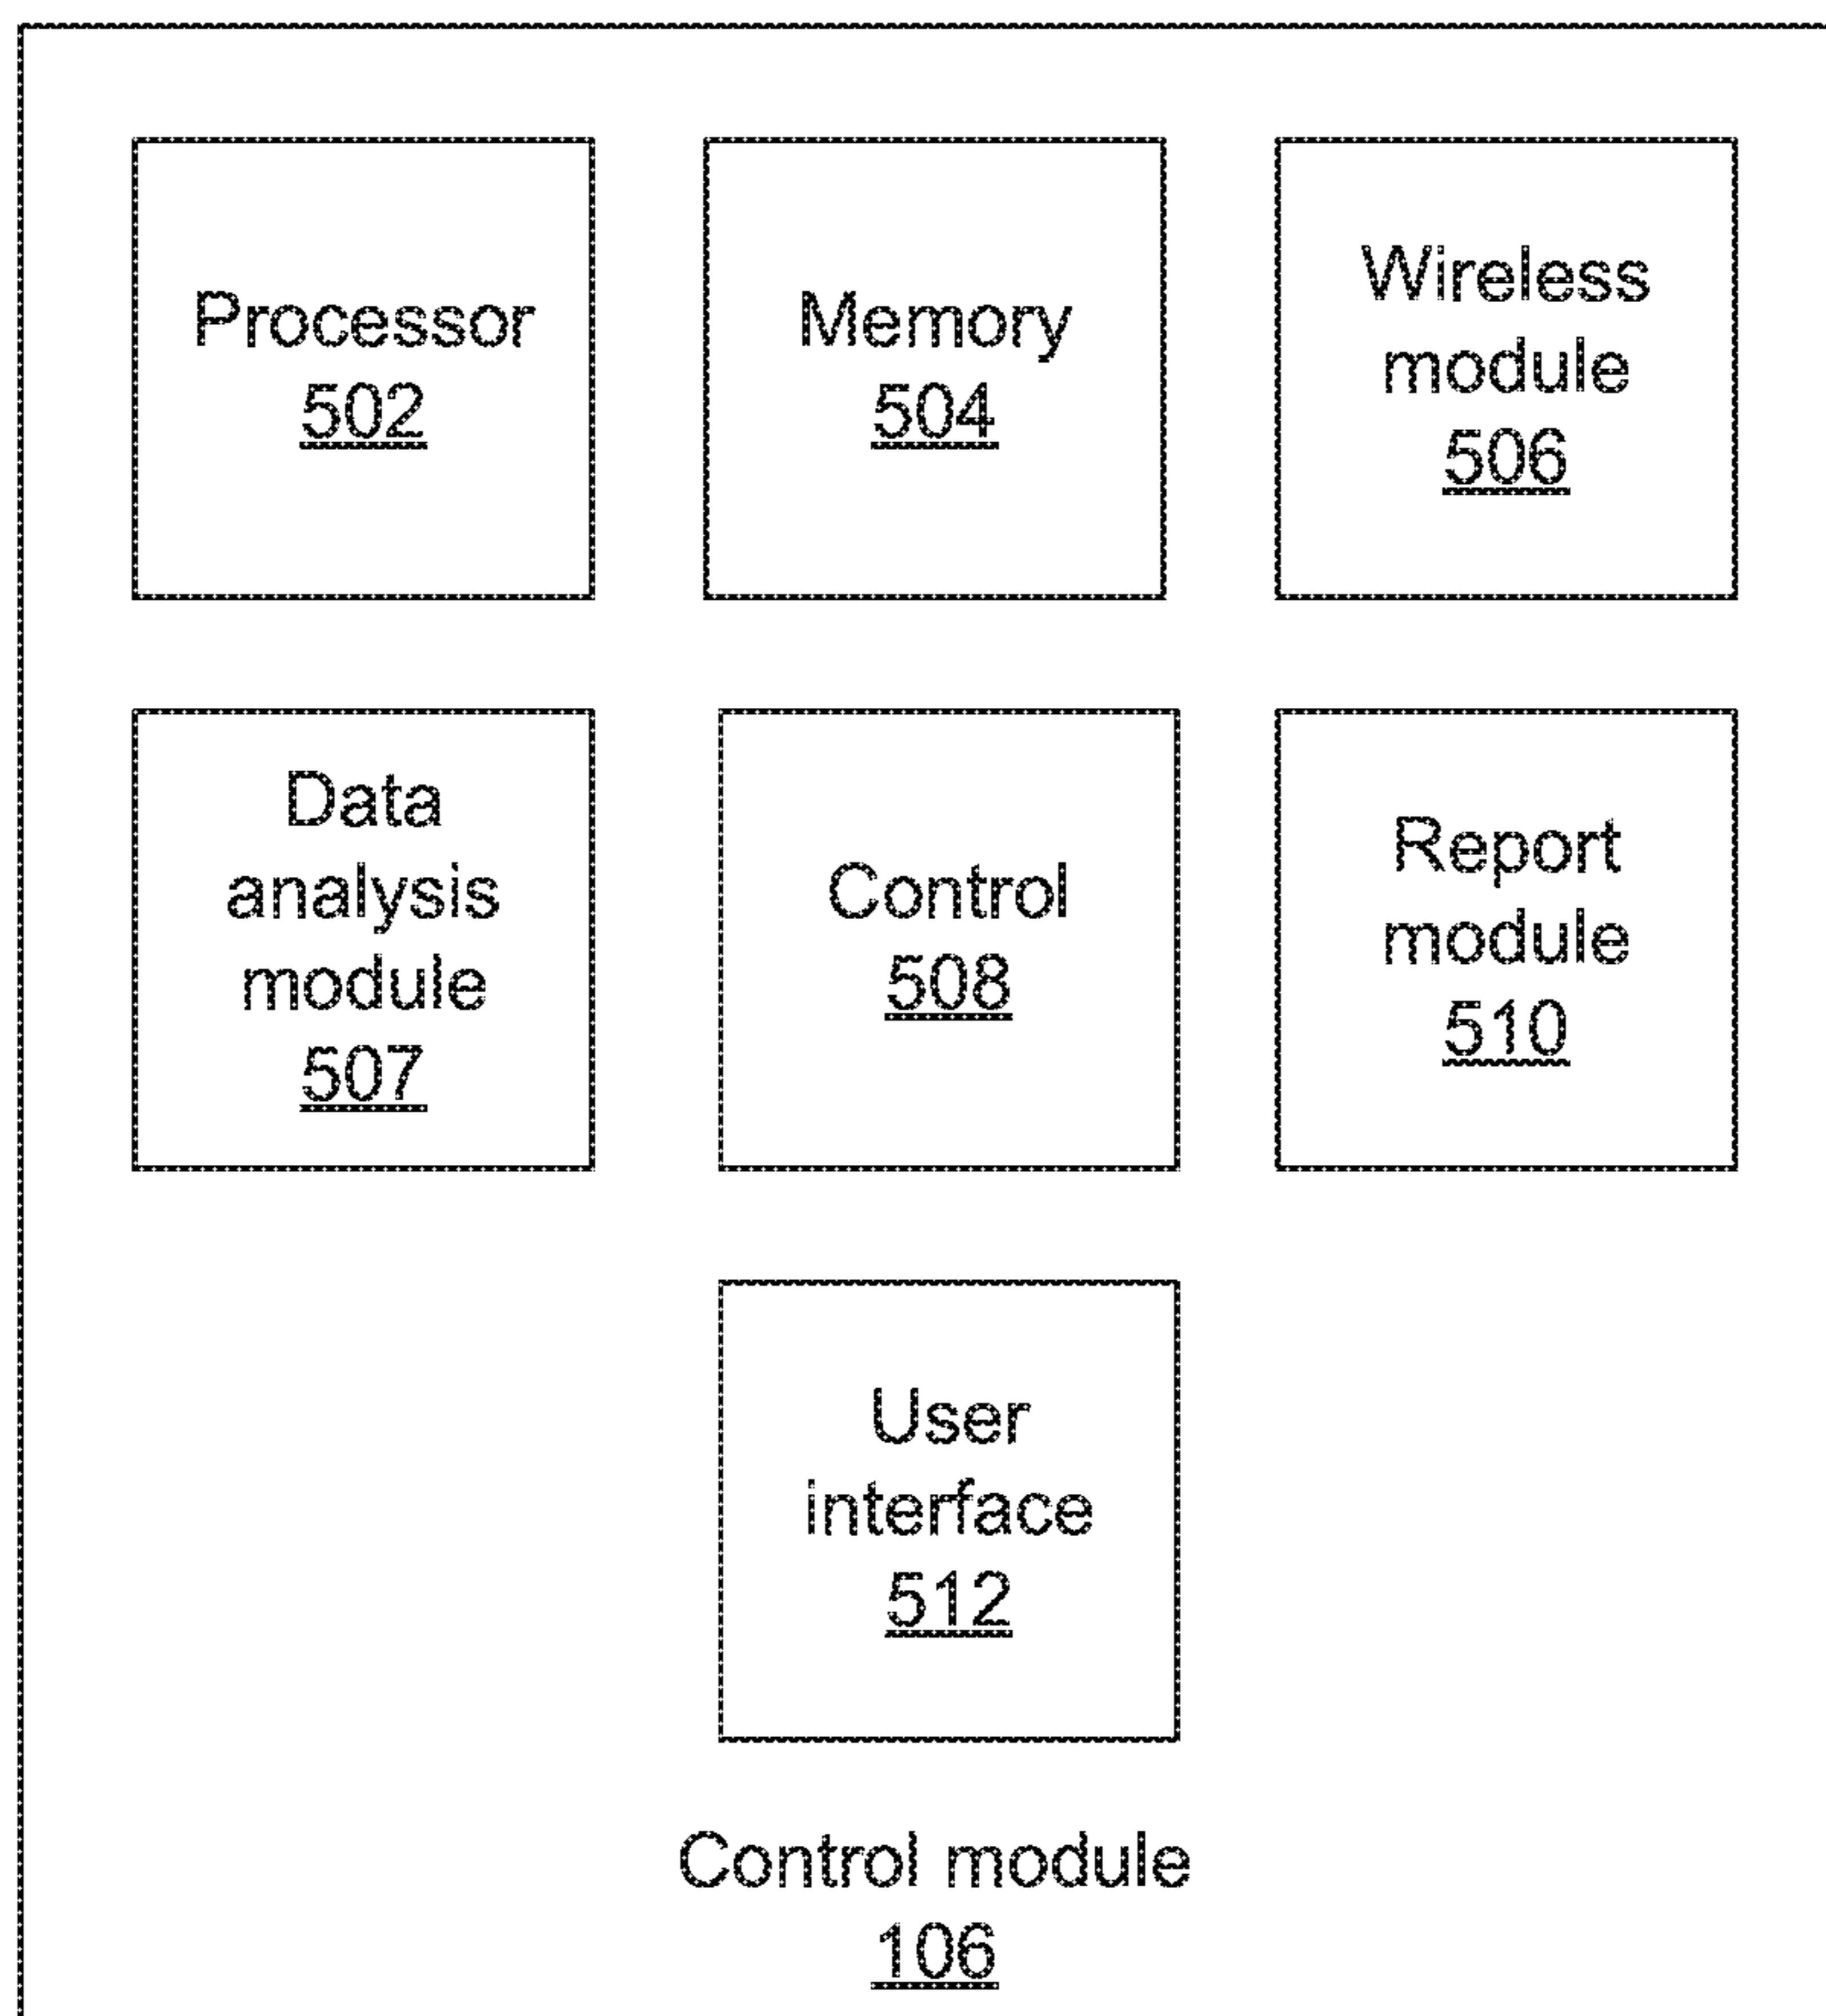 Processor
502
Memory
504
Wireless
module
506
Data
analysis
module
507
Control
508
Report
module
510
User
interface
512
Control module
106